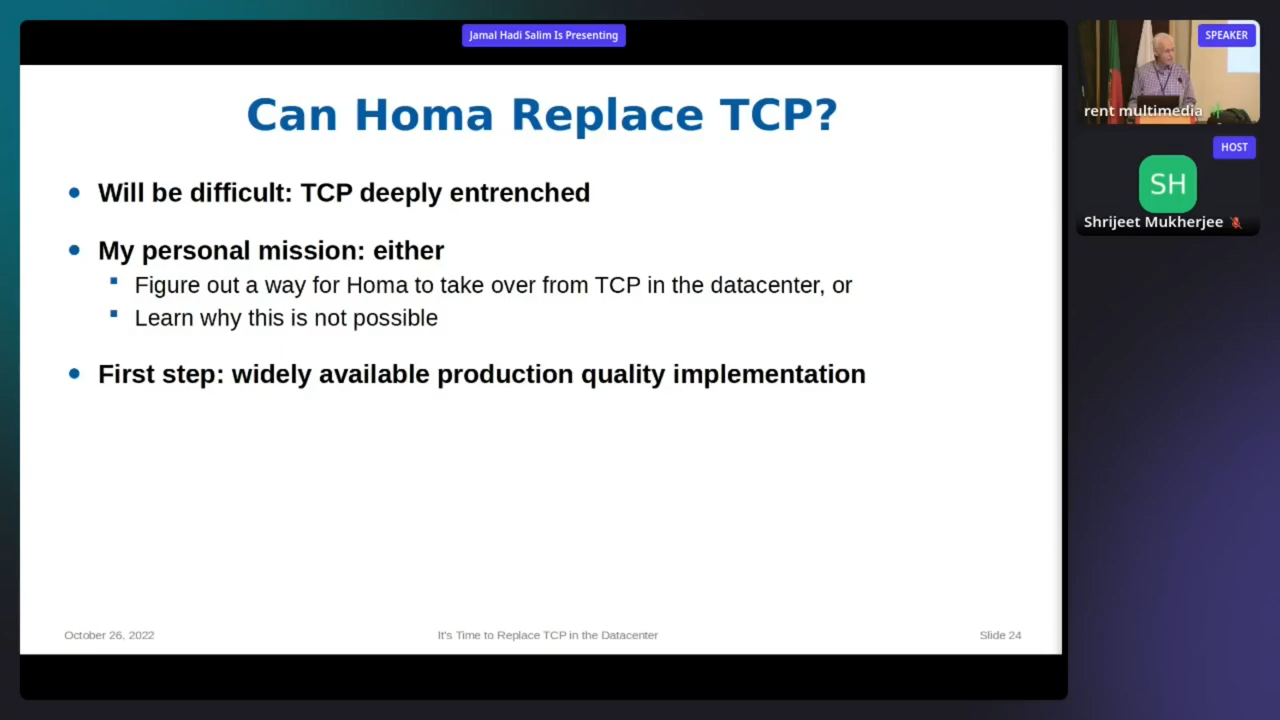 Jamal Hadi Salim Is Presenting
SPEAKER
rent multimedia
HOST
SH
Shrijeet Mukherjee
Can Homa Replace TCP?
Will be difficult: TCP deeply entrenched
My personal mission: either
Figure out a way for Homa to take over from TCP in the datacenter, or
Learn why this is not possible
First step: widely available production quality implementation
October 26, 2022
It's Time to Replace TCP in the Datacenter
Slide 24